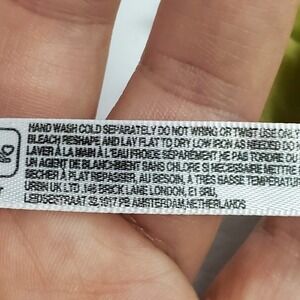 HAND WASH COLD SEPARATELY DO NOT WRING OR TWIST USE ONLY
BLEACH RESHAPE AND LAY FLAT TO DRY LOW IRON AS NEEDED DO
LAVER À LA MAIN À L'EAU FROIDE SÉPARÉMENT NE PAS TORDRE OU
UN AGENT DE BLANCHIMENT SANS CHLORE SI NÉCESSAIRE METTRE
SÉCHER À PLAT REPASSER, AU BESOIN, À TRÈS BASSE TEMPÉRATURE
URBN UK LTD. 146 BRICK LANE LONDON, E1 6RU,
LEIDSESTRAAT 32, 1017 PB AMSTERDAM, NETHERLANDS